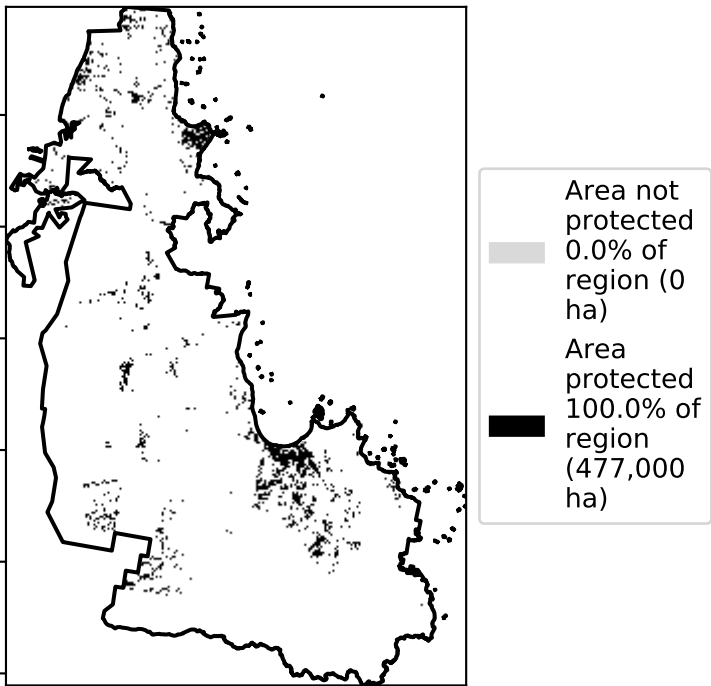 Area not
protected
0.0% of
region (0
ha)
Area
protected
100.0% of
region
(477,000
ha)